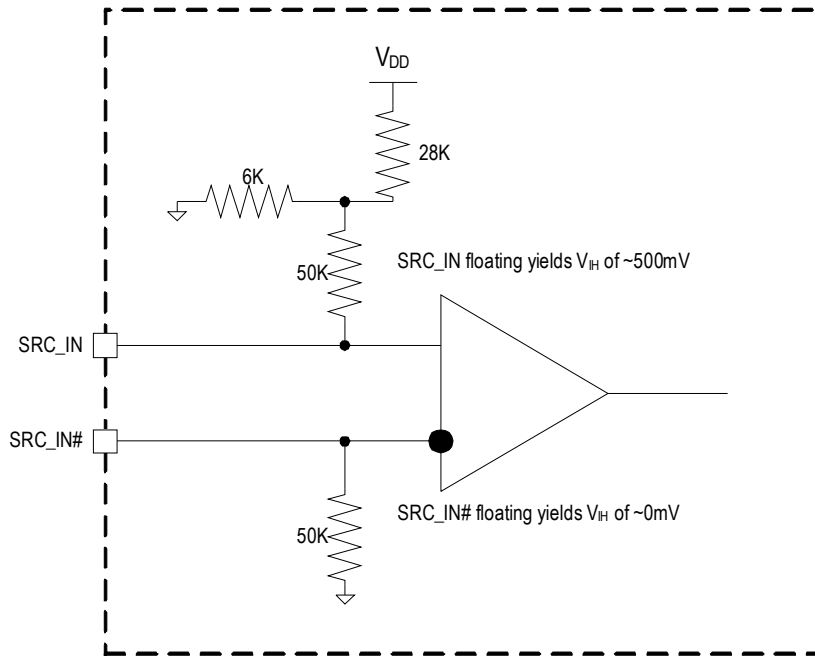 VDD
28K
6K
50K
SRC_IN floating yields VIH of ~500mV
SRC_IN
SRC_IN#
SRC_IN# floating yields VIH of ~0mV
50K